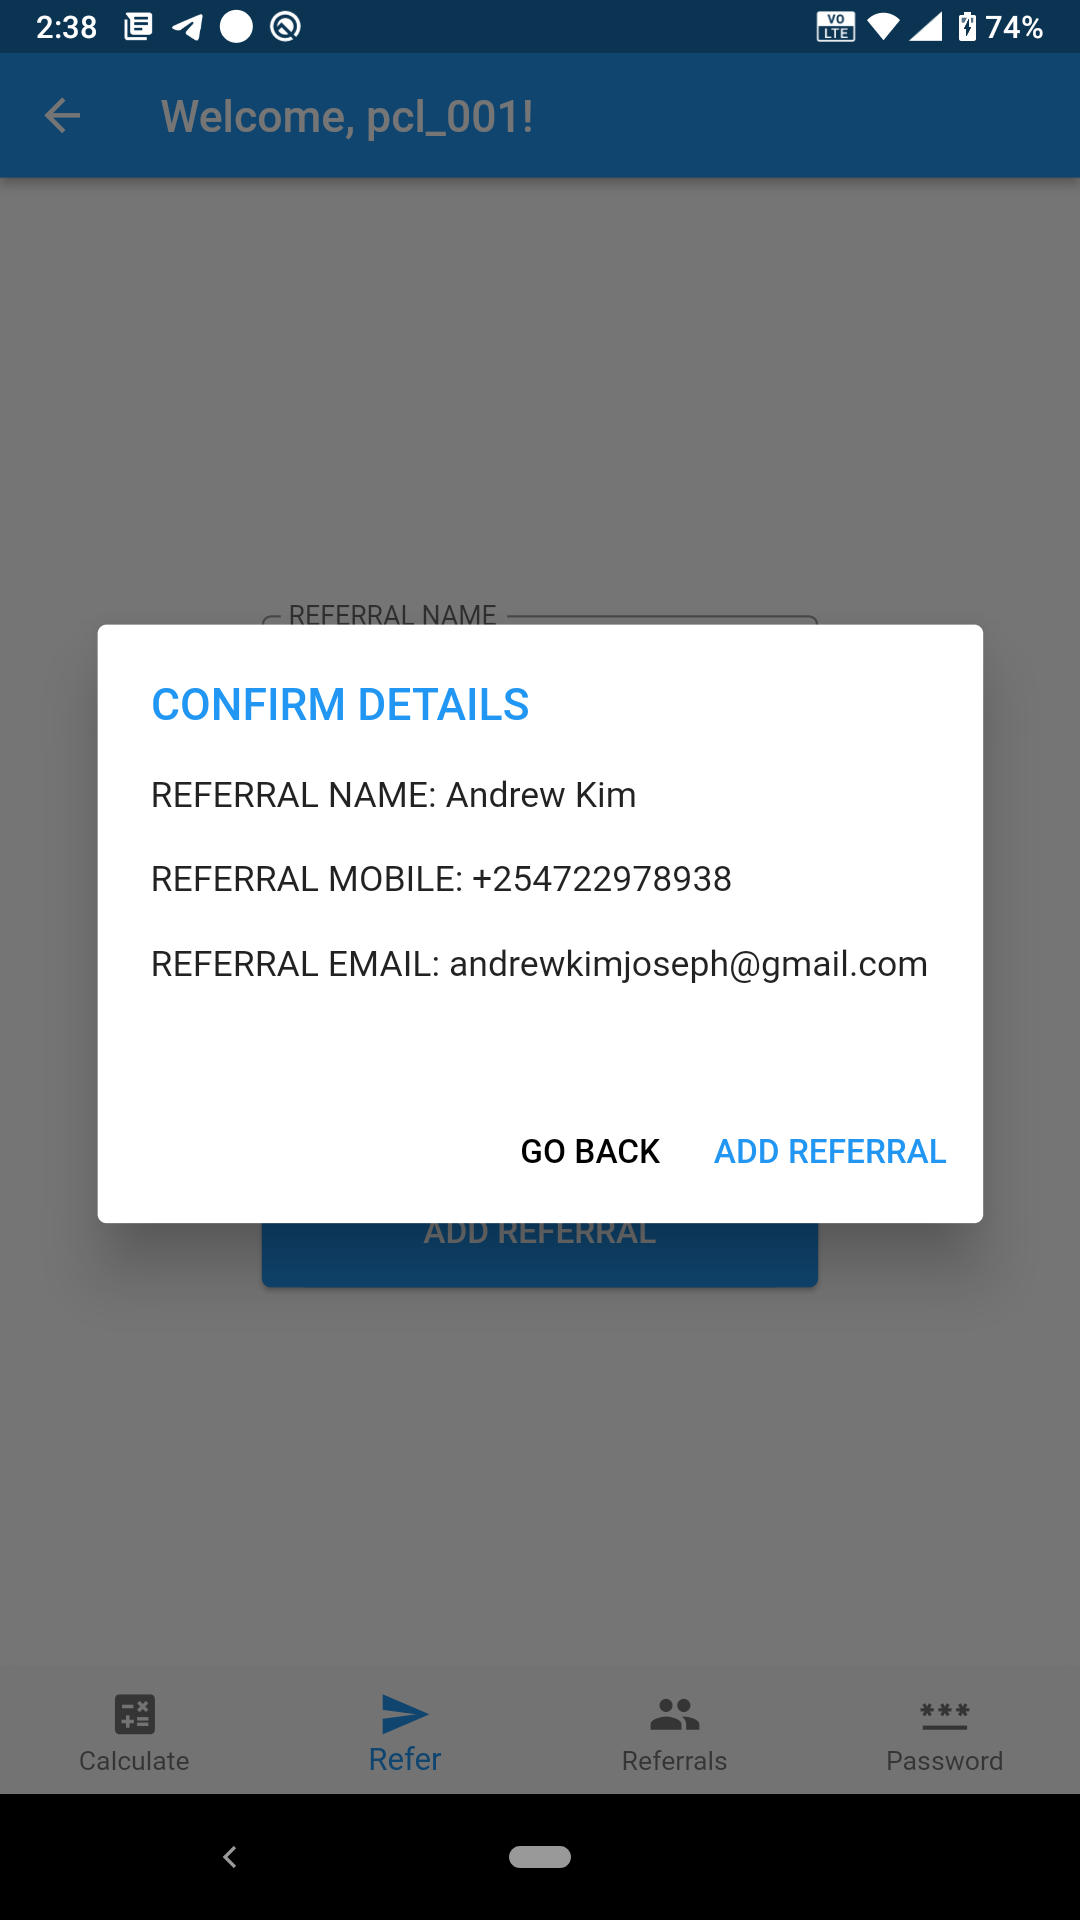 2:38
VO LTE
74%
Welcome, pcl_001!
REFERRAL NAME
CONFIRM DETAILS
REFERRAL NAME: Andrew Kim
REFERRAL MOBILE: +254722978938
REFERRAL EMAIL: andrewkimjoseph@gmail.com
GO BACK
ADD REFERRAL
ADD REFERRAL
Calculate
Refer
Referrals
Password